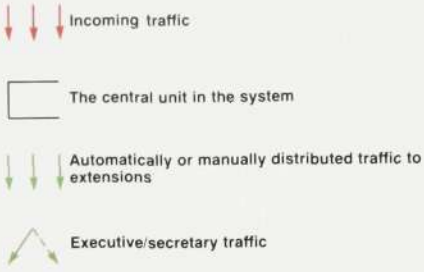 Incoming traffic
The central unit in the system
Automatically or manually distributed traffic to
extensions
Executive/secretary traffic